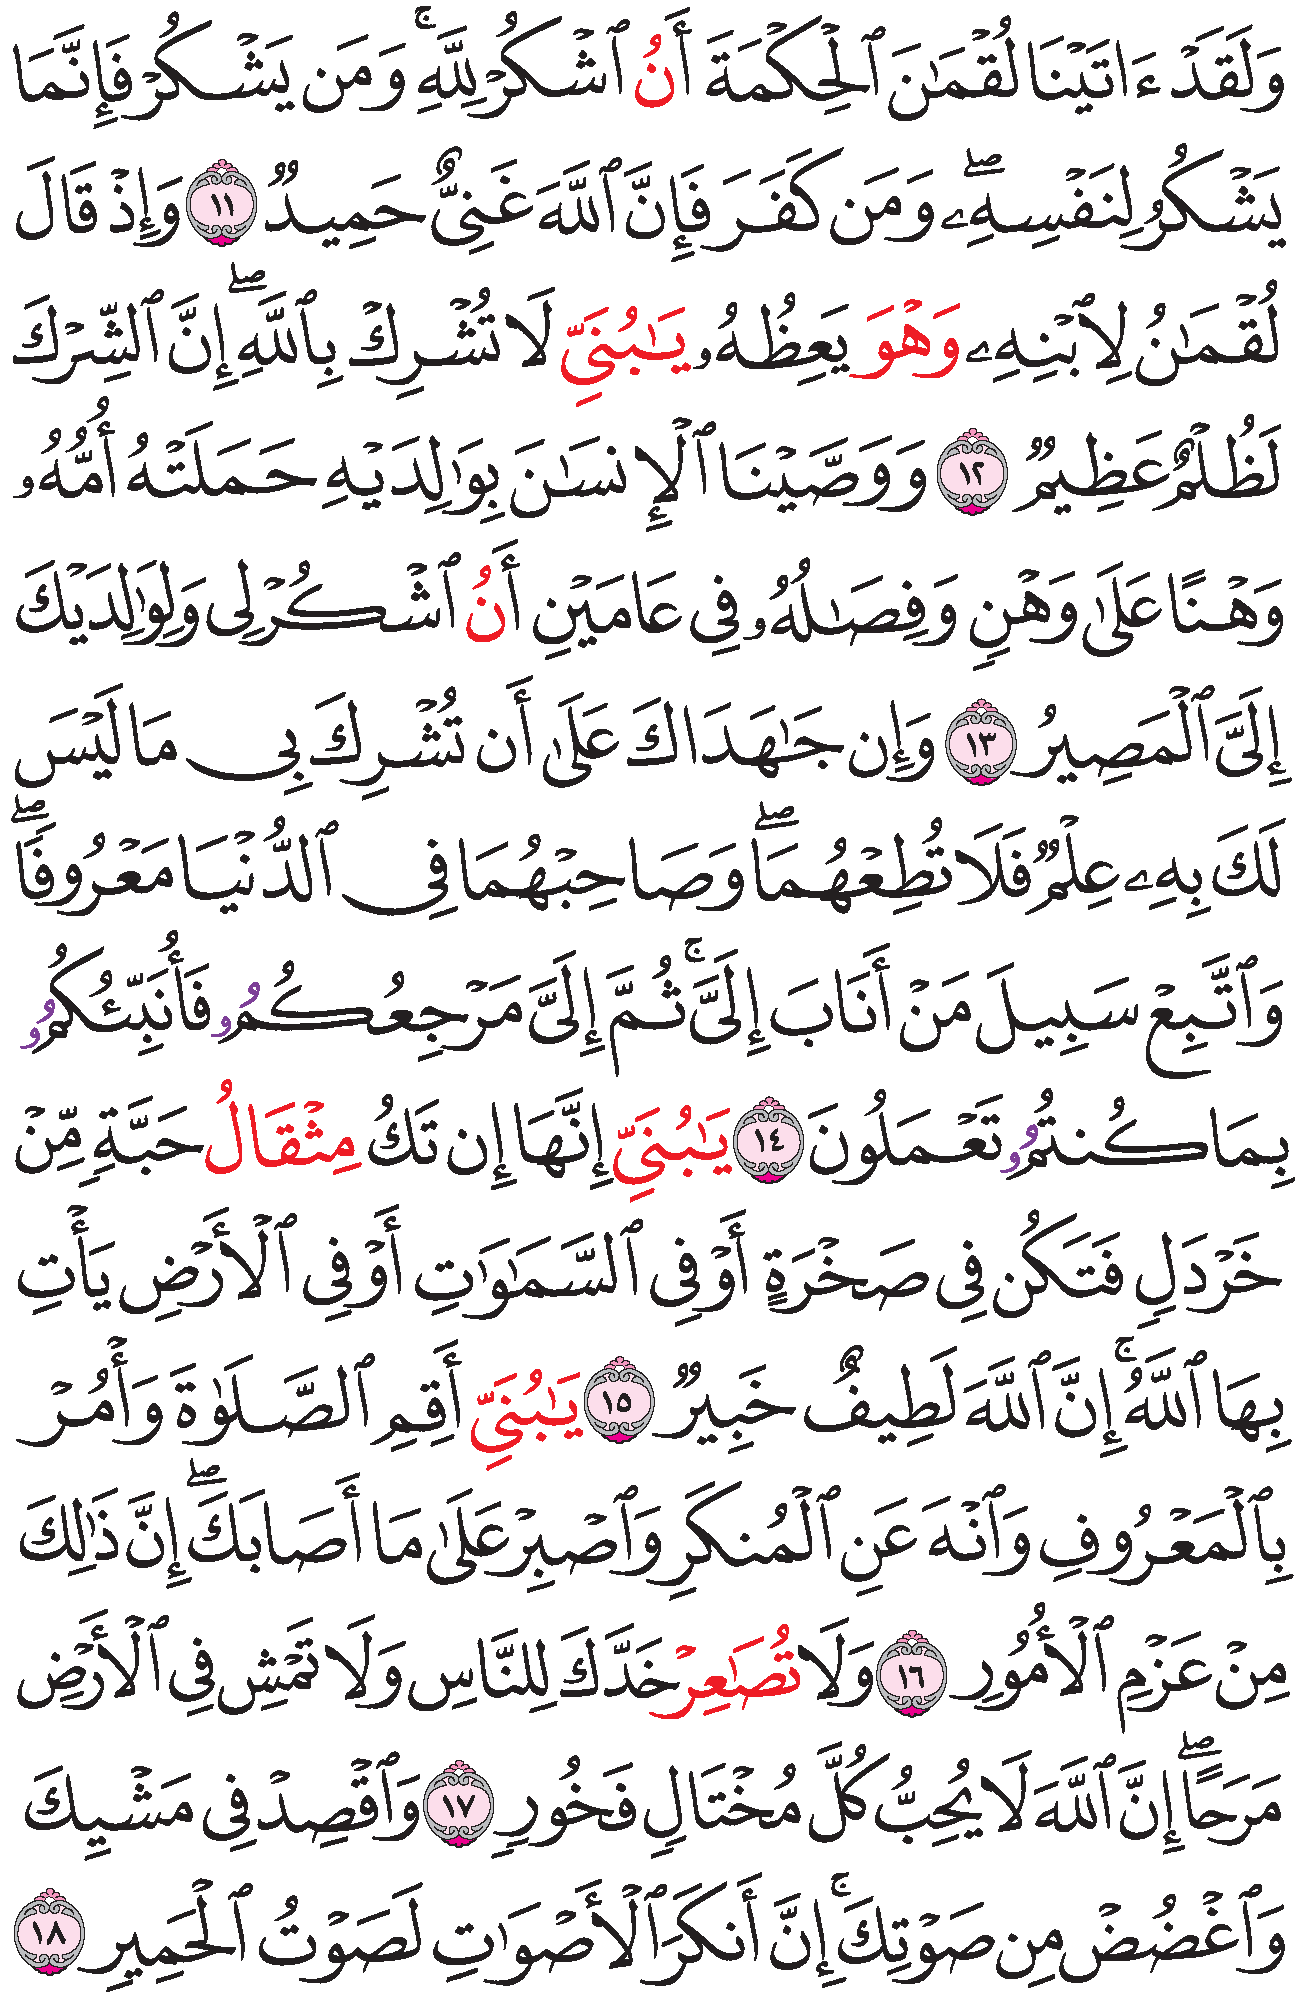 وَلَقَدْ ءَاتَيْنَا لُقْمَٰنَ ٱلْحِكْمَةَ أَنُ ٱشْكُرْ لِلَّهِۚ وَمَن يَشْكُرْ فَإِنَّمَا
يَشْكُرُ لِنَفْسِهِۦۖ وَمَن كَفَرَ فَإِنَّ ٱللَّهَ غَنِيٌّ حَمِيدٌ ١١ وَإِذْ قَالَ
لُقْمَٰنُ لِٱبْنِهِۦ وَهْوَ يَعِظُهُۥ يَٰبُنَيِّ لَا تُشْرِكْ بِٱللَّهِۖ إِنَّ ٱلشِّرْكَ
لَظُلْمٌ عَظِيمٌ ١٢ وَوَصَّيْنَا ٱلْإِنسَٰنَ بِوَٰلِدَيْهِ حَمَلَتْهُ أُمُّهُۥ
وَهْنًا عَلَىٰ وَهْنٍ وَفِصَٰلُهُۥ فِي عَامَيْنِ أَنُ ٱشْكُرْ لِي وَلِوَٰلِدَيْكَ
إِلَيَّ ٱلْمَصِيرُ ١٣ وَإِن جَٰهَدَاكَ عَلَىٰ أَن تُشْرِكَ بِي مَا لَيْسَ
لَكَ بِهِۦ عِلْمٌ فَلَا تُطِعْهُمَاۖ وَصَاحِبْهُمَا فِي ٱلدُّنْيَا مَعْرُوفًاۖ
وَٱتَّبِعْ سَبِيلَ مَنْ أَنَابَ إِلَيَّۚ ثُمَّ إِلَيَّ مَرْجِعُكُمُۥ فَأُنَبِّئُكُمُۥ
بِمَا كُنتُمُۥ تَعْمَلُونَ ١٤ يَٰبُنَيِّ إِنَّهَا إِن تَكُ مِثْقَالُ حَبَّةٍ مِّنْ
خَرْدَلٍ فَتَكُن فِي صَخْرَةٍ أَوْ فِي ٱلسَّمَٰوَٰتِ أَوْ فِي ٱلْأَرْضِ يَأْتِ
بِهَا ٱللَّهُۚ إِنَّ ٱللَّهَ لَطِيفٌ خَبِيرٌ ١٥ يَٰبُنَيِّ أَقِمِ ٱلصَّلَوٰةَ وَأْمُرْ
بِٱلْمَعْرُوفِ وَٱنْهَ عَنِ ٱلْمُنكَرِ وَٱصْبِرْ عَلَىٰ مَا أَصَابَكَۖ إِنَّ ذَٰلِكَ
مِنْ عَزْمِ ٱلْأُمُورِ ١٦ وَلَا تُصَٰعِرْ خَدَّكَ لِلنَّاسِ وَلَا تَمْشِ فِي ٱلْأَرْضِ
مَرَحًاۖ إِنَّ ٱللَّهَ لَا يُحِبُّ كُلَّ مُخْتَالٍ فَخُورٍ ١٧ وَٱقْصِدْ فِي مَشْيِكَ
وَٱغْضُضْ مِن صَوْتِكَۚ إِنَّ أَنكَرَ ٱلْأَصْوَٰتِ لَصَوْتُ ٱلْحَمِيرِ ١٨